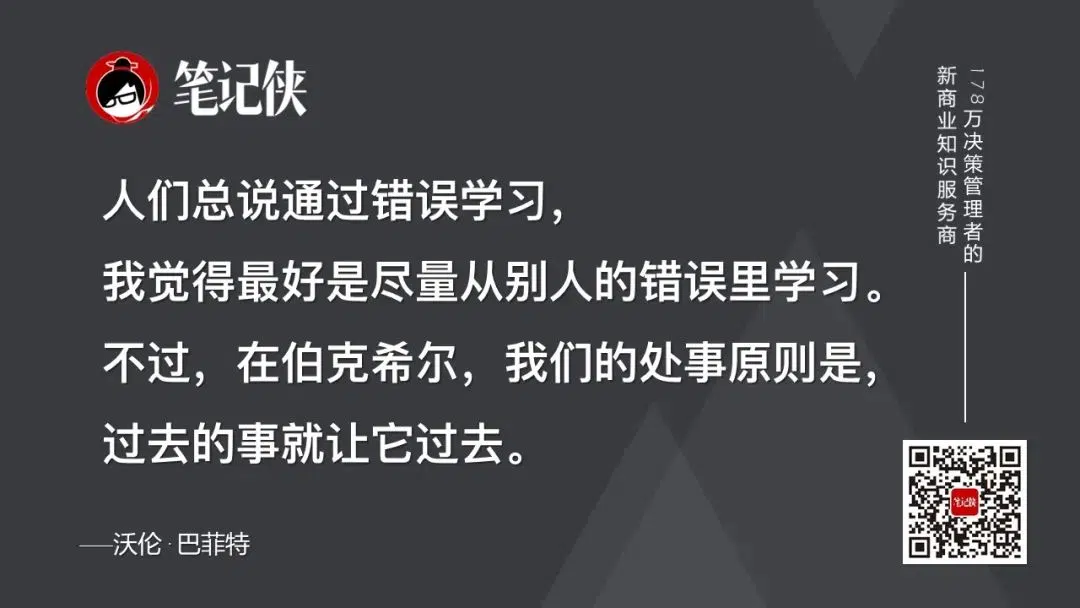 笔记侠
178万决策管理者的
新商业知识服务商
人们总说通过错误学习，
我觉得最好是尽量从别人的错误里学习。
不过，在伯克希尔，我们的处事原则是，
过去的事就让它过去。
——沃伦·巴菲特
笔记侠